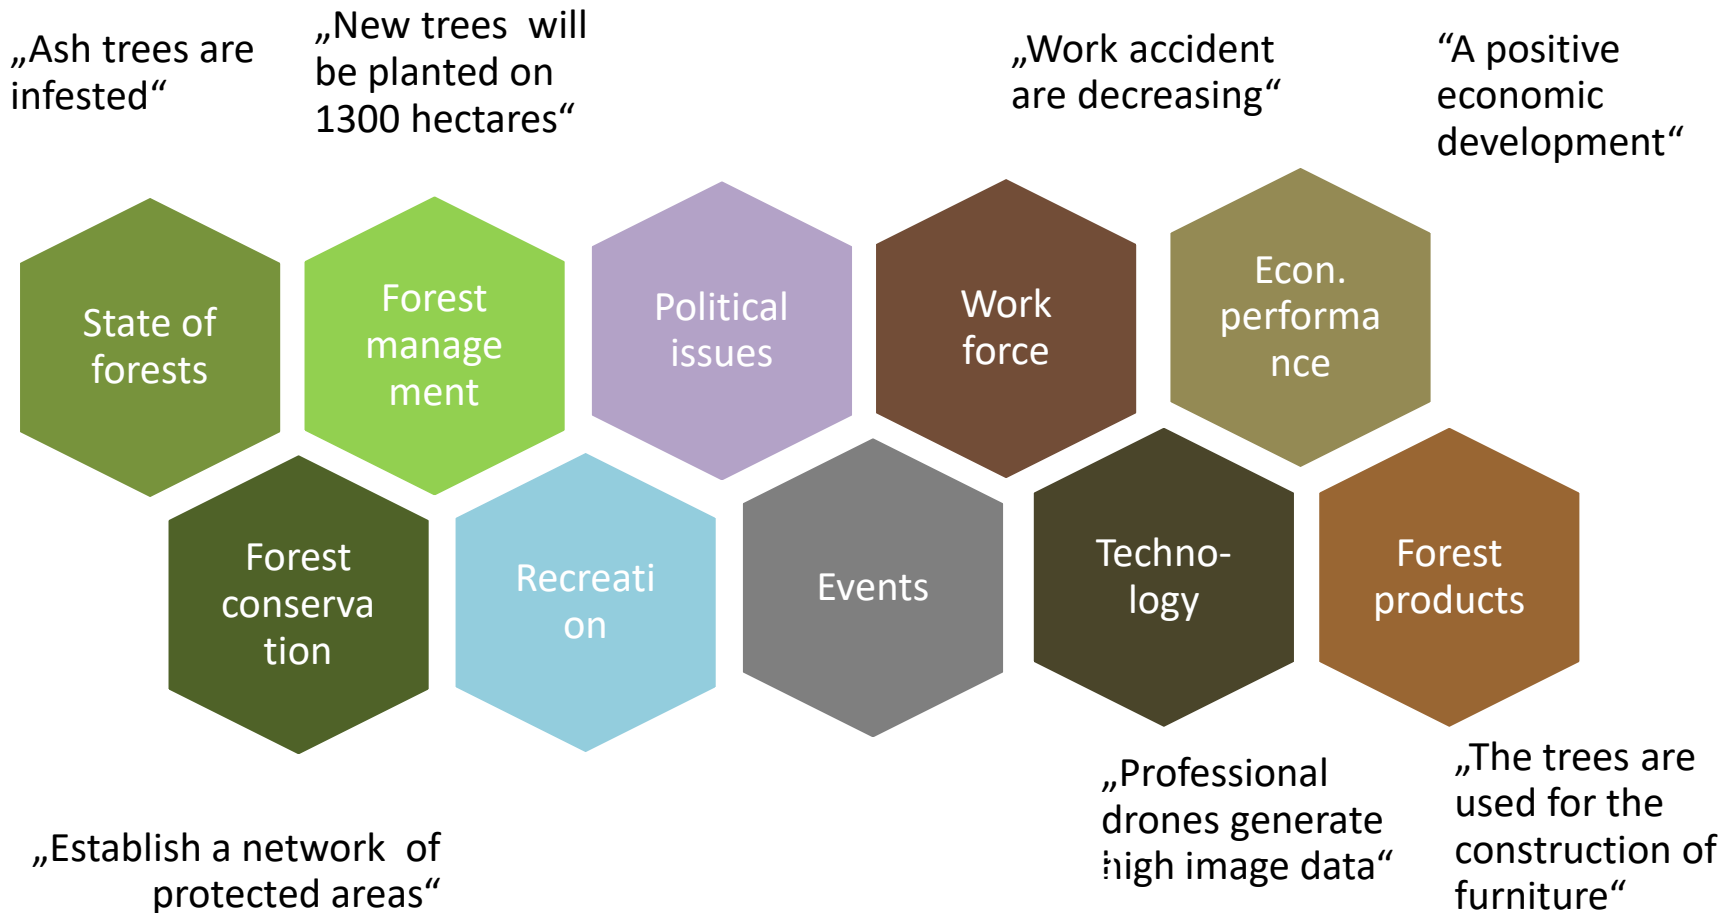 „Ash trees are
infested“
„New trees will
be planted on
1300 hectares“
„Work accident
are decreasing“
“A positive
economic
development“
State of
forests
Forest
manage
ment
Political
issues
Work
force
Econ.
performa
nce
Forest
conserva
tion
Recreati
on
Events
Techno-
logy
Forest
products
„Establish a network of
protected areas“
„Professional
drones generate
high image data“
„The trees are
used for the
construction of
furniture“